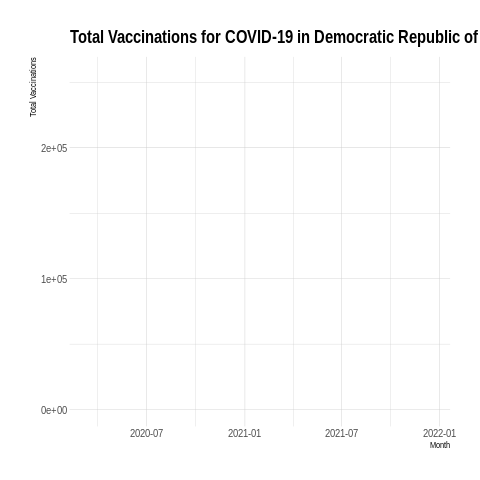 Total Vaccinations for COVID-19 in Democratic Republic of
Total Vaccinations
2e+05
1e+05
0e+00
2020-07 2021-01 2021-07 2022-01
Month